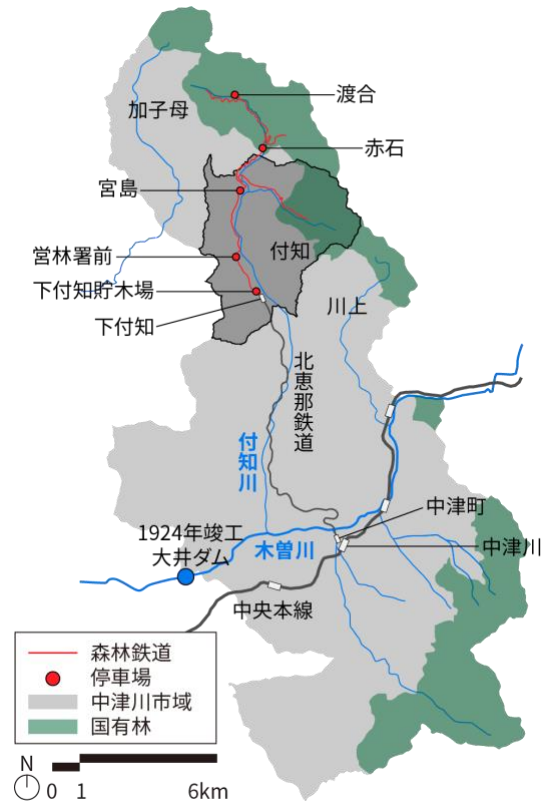 渡合
加子母
赤石
宮島
営林署前
付知
下付知貯木場
川上
下付知
北恵那鉄道
付知川
中津町
1924年竣工
大井ダム
木曽川
中津川
中央本線
森林鉄道
停車場
中津川市域
国有林
N
0 1 6km